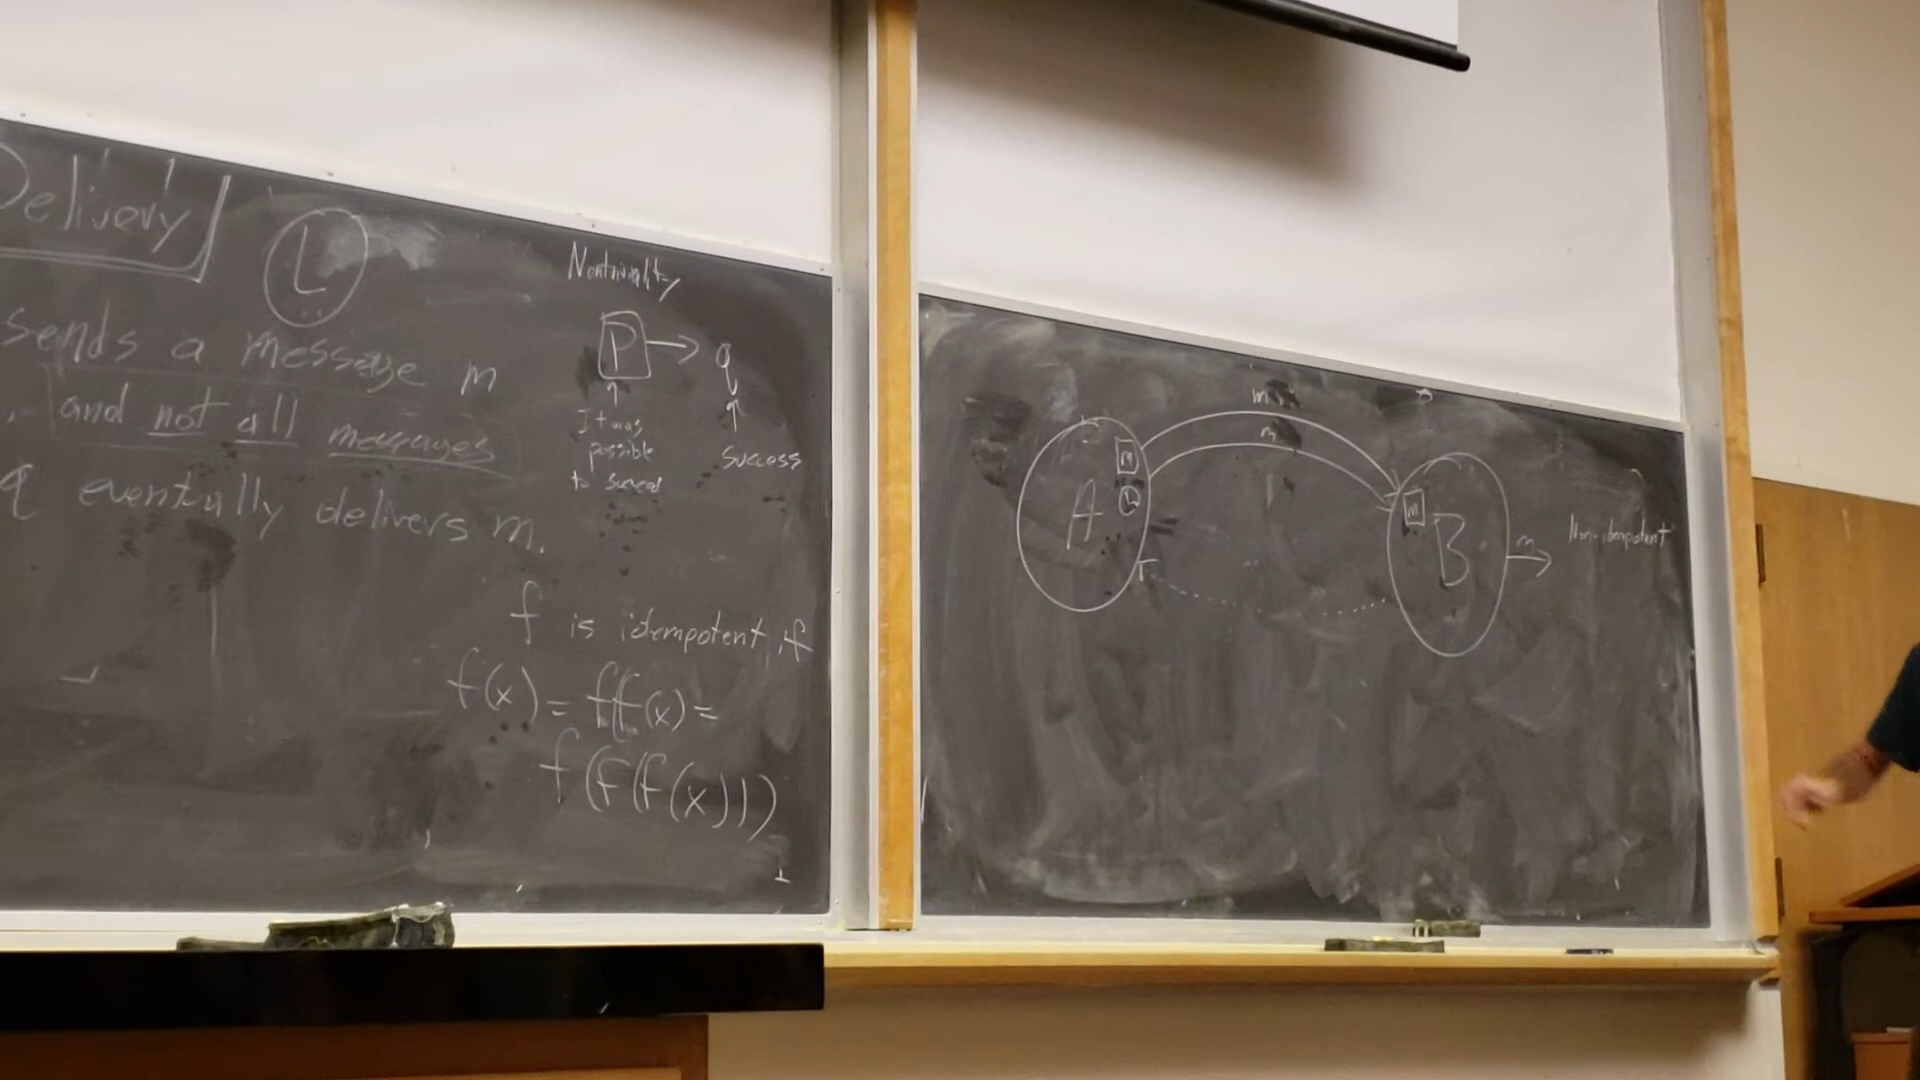 Delivery
L
sends a message m
and not all messages
q eventually delivers m.
Nontriviality
P → q
It was
possible
to succeed
success
f is idempotent if
f(x) = ff(x) =
f(f(f(x)))
m
m
A
m
m
B
m
Non-idempotent